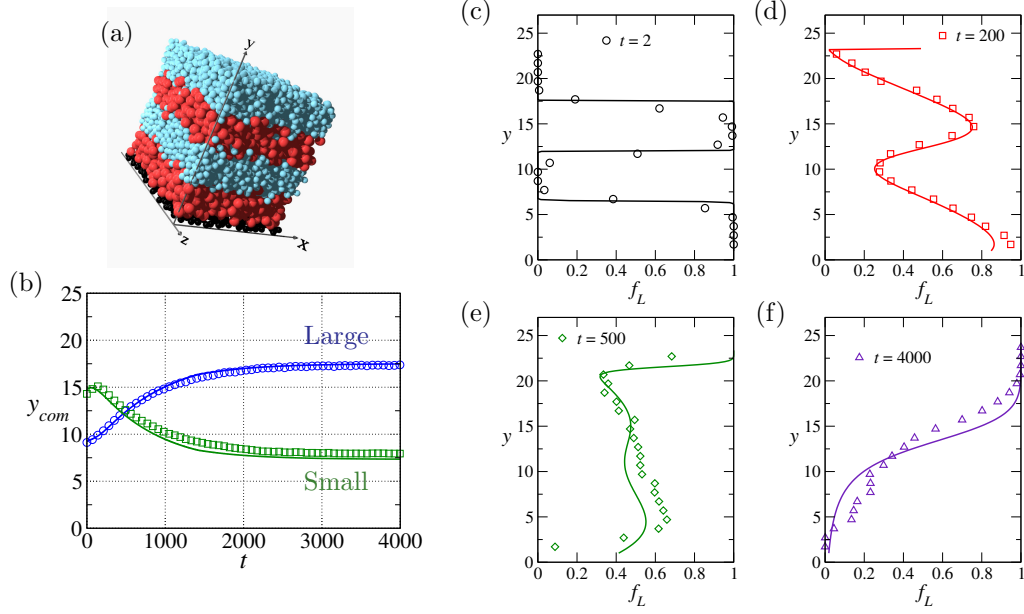 (a)
y
z
x
(b)
25
20
15
10
5
0
y_com
Large
Small
0
1000
2000
3000
4000
t
(c)
t = 2
25
20
15
10
5
0
y
0
0.2
0.4
0.6
0.8
1
f_L
(d)
t = 200
25
20
15
10
5
0
y
0
0.2
0.4
0.6
0.8
1
f_L
(e)
t = 500
25
20
15
10
5
0
y
0
0.2
0.4
0.6
0.8
1
f_L
(f)
t = 4000
25
20
15
10
5
0
y
0
0.2
0.4
0.6
0.8
1
f_L